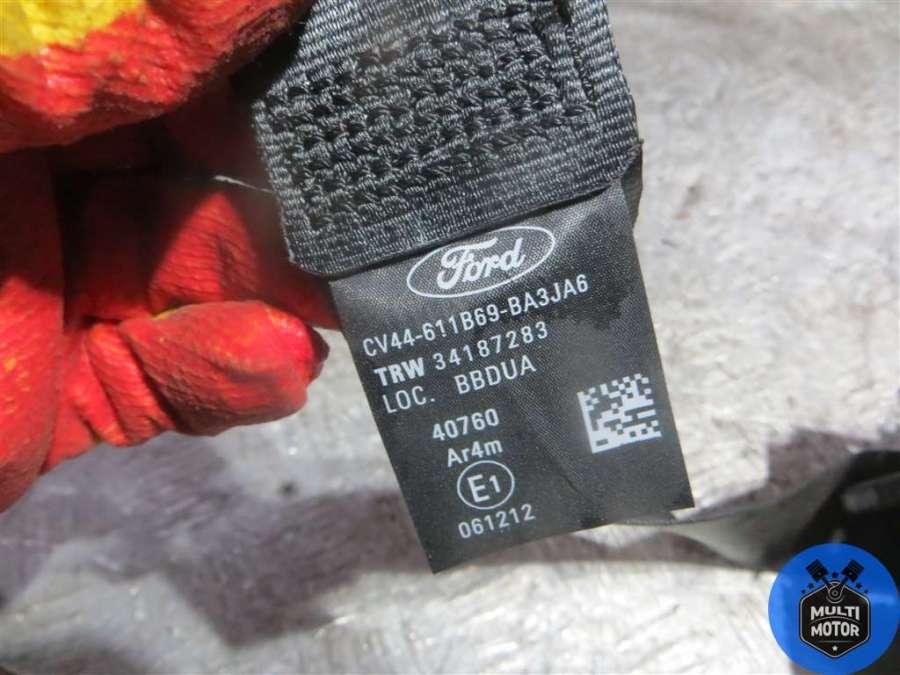 Ford
CV44-611B69-BA3JA6
TRW 34187283
LOC. BBDUA
40760
Ar4m
E1
061212
MULTI
MOTOR